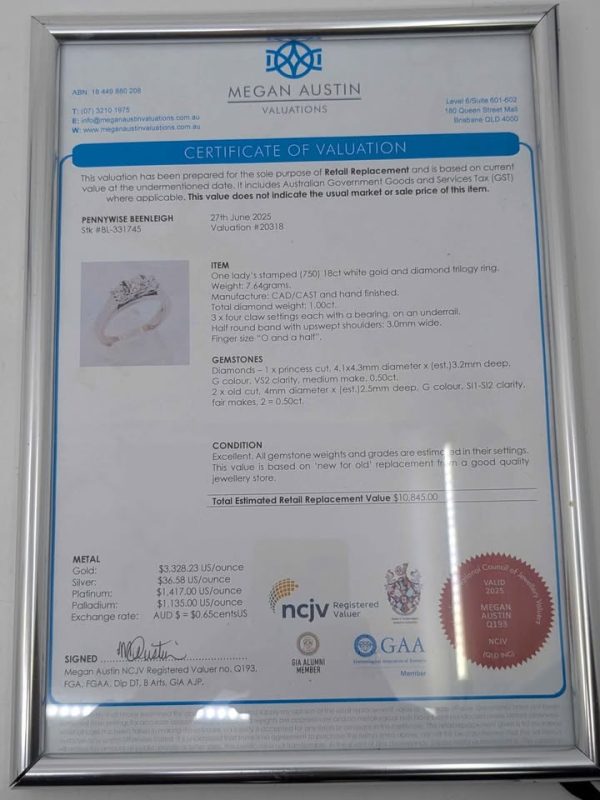 MEGAN AUSTIN
VALUATIONS
ABN 18 449 880 208
T: (07) 3210 1975
E: info@meganaustinvaluations.com.au
W: www.meganaustinvaluations.com.au
Level 6/Suite 601-602
180 Queen Street Mall
Brisbane QLD 4000
CERTIFICATE OF VALUATION
This valuation has been prepared for the sole purpose of Retail Replacement and is based on current
value at the undermentioned date. It includes Australian Government Goods and Services Tax (GST)
where applicable. This value does not indicate the usual market or sale price of this item.
PENNYWISE BEENLEIGH
Stk #BL-331745
27th June 2025
Valuation #20318
ITEM
One lady's stamped (750) 18ct white gold and diamond trilogy ring.
Weight: 7.64grams.
Manufacture: CAD/CAST and hand finished.
Total diamond weight: 1.00ct.
3 x four claw settings each with a bearing, on an underrail.
Half round band with upswept shoulders: 3.0mm wide.
Finger size "O and a half".
GEMSTONES
Diamonds – 1 x princess cut, 4.1x4.3mm diameter x (est.)3.2mm deep,
G colour, VS2 clarity, medium make, 0.50ct.
2 x old cut, 4mm diameter x (est.)2.5mm deep, G colour, SI1-SI2 clarity,
fair makes, 2 = 0.50ct.
CONDITION
Excellent. All gemstone weights and grades are estimated in their settings.
This value is based on 'new for old' replacement from a good quality
jewellery store.
Total Estimated Retail Replacement Value $10,845.00
METAL
Gold: $3,328.23 US/ounce
Silver: $36.58 US/ounce
Platinum: $1,417.00 US/ounce
Palladium: $1,135.00 US/ounce
Exchange rate: AUD $ = $0.65centsUS
SIGNED
Megan Austin NCJV Registered Valuer no. Q193,
FGA, FGAA, Dip DT, B Arts, GIA AJP.
ncjv Registered
Valuer
GIA ALUMNI
MEMBER
GAA
Member
National Council of Jewellery Valuers
VALID
2025
MEGAN
AUSTIN
Q193
NCJV
(QLD INC)